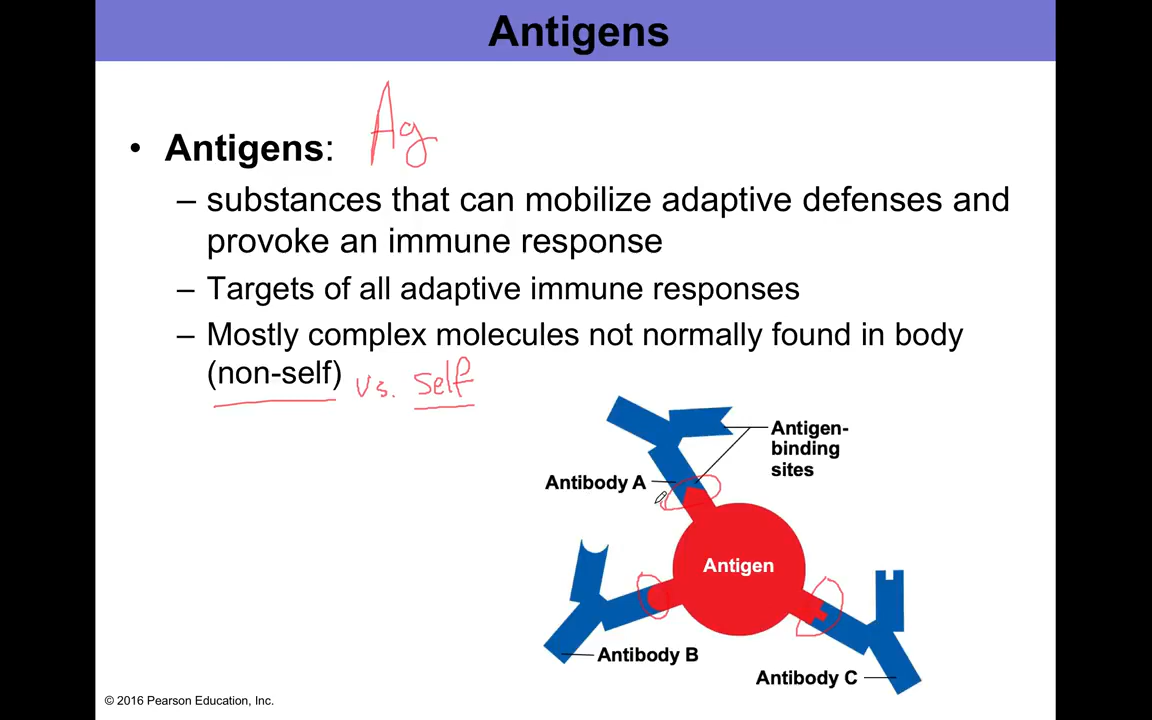 Antigens
• Antigens: Ag
– substances that can mobilize adaptive defenses and
provoke an immune response
– Targets of all adaptive immune responses
– Mostly complex molecules not normally found in body
(non-self) vs. self
Antigen-
binding
sites
Antibody A
Antigen
Antibody B
Antibody C
© 2016 Pearson Education, Inc.